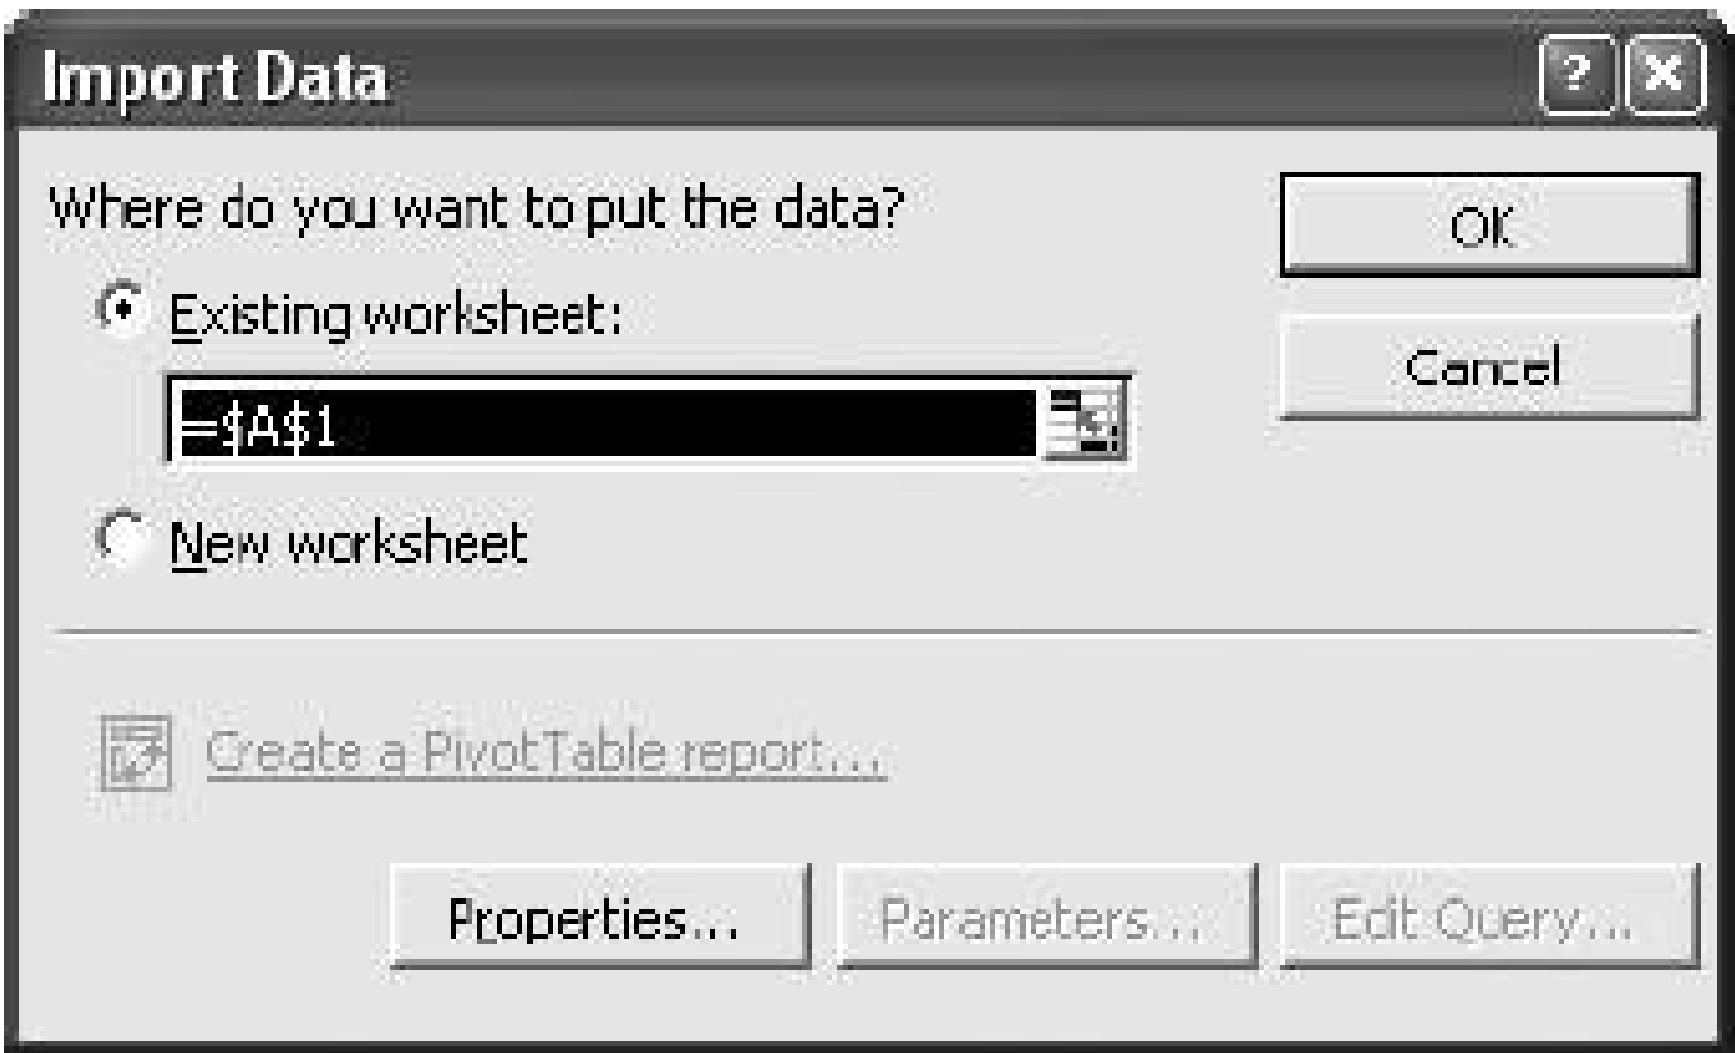 Import Data
Where do you want to put the data?
Existing worksheet:
=$A$1
New worksheet
Create a PivotTable report...
OK
Cancel
Properties...
Parameters...
Edit Query...